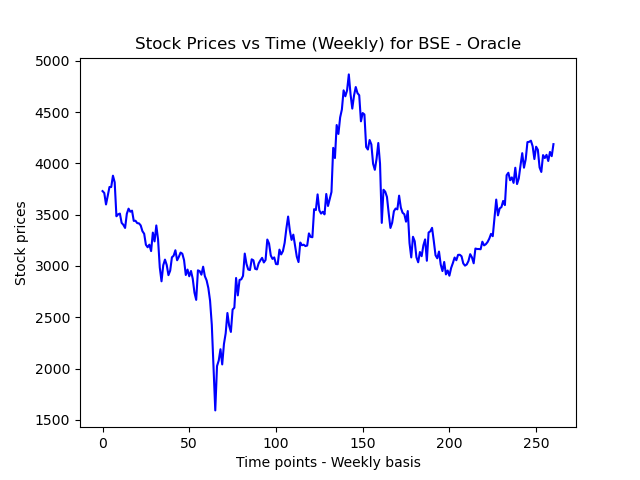 Stock Prices vs Time (Weekly) for BSE - Oracle
5000
4500
4000
3500
3000
2500
2000
1500
Stock prices
0 50 100 150 200 250
Time points - Weekly basis